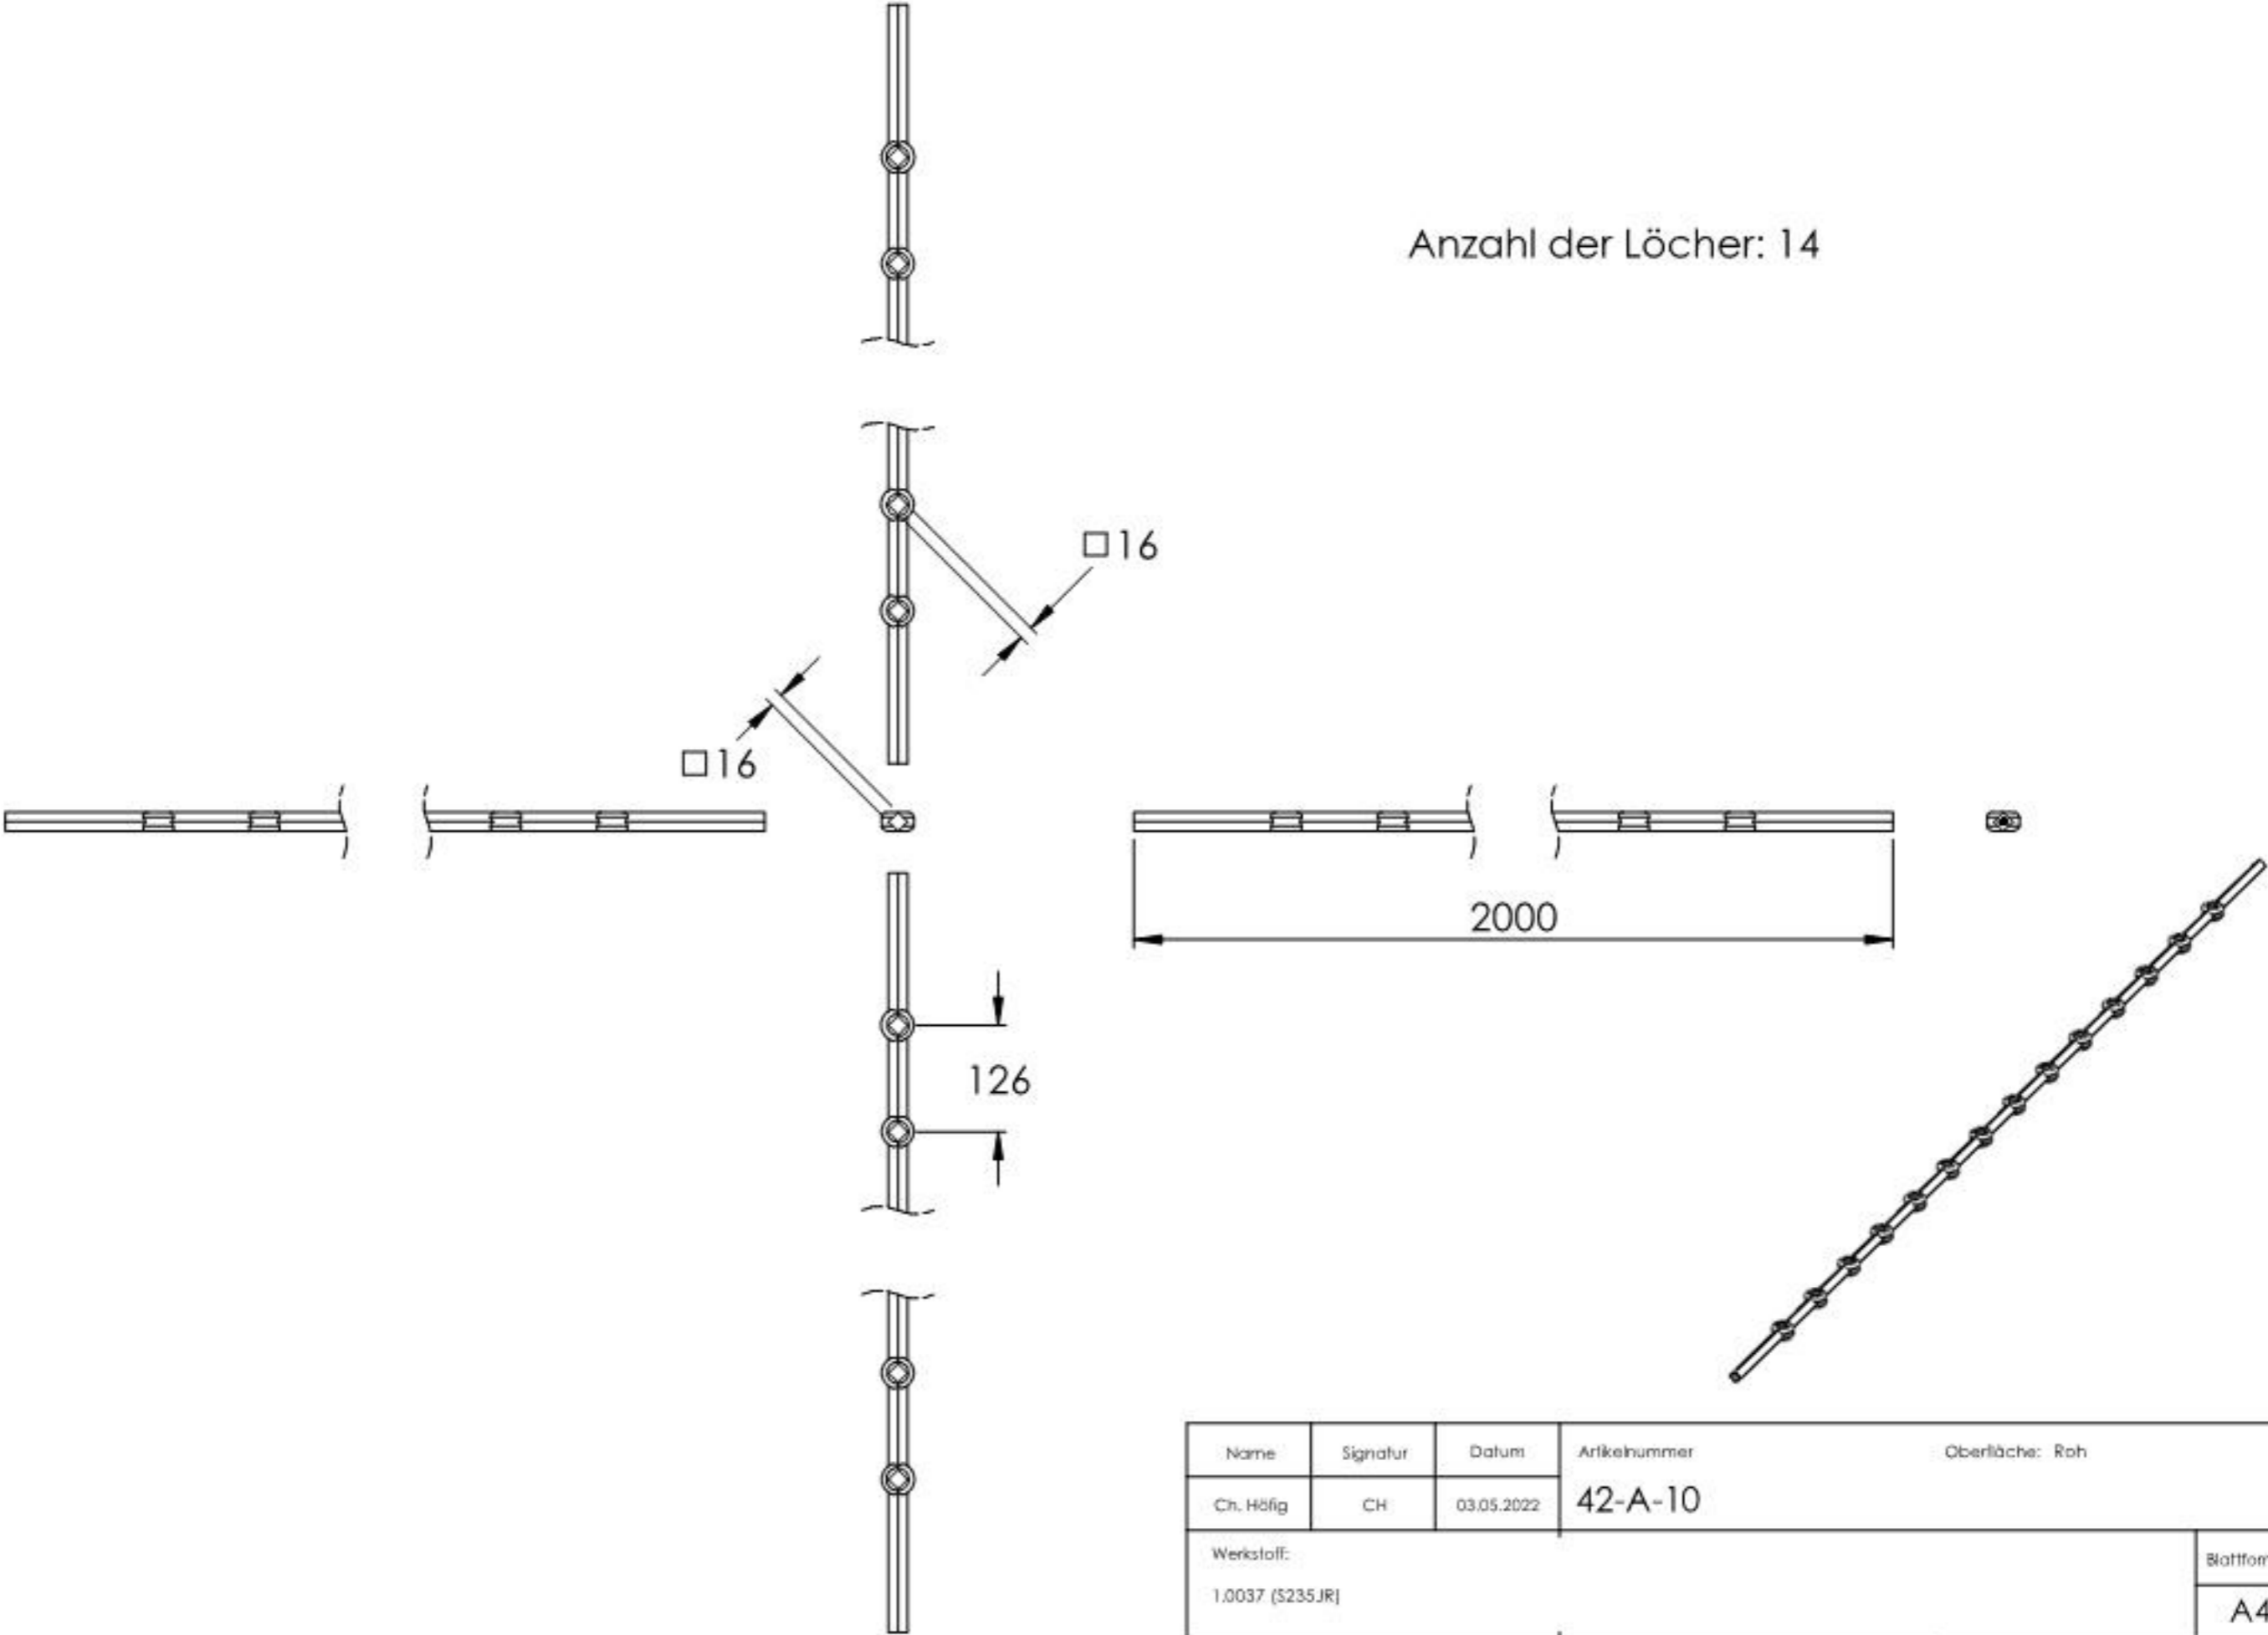 Anzahl der Löcher: 14
□16
□16
2000
126
Name Signatur Datum Artikelnummer Oberfläche: Roh
Ch. Höfig CH 03.05.2022 42-A-10
Werkstoff:
1.0037 (S235JR)
Blattfor
A4